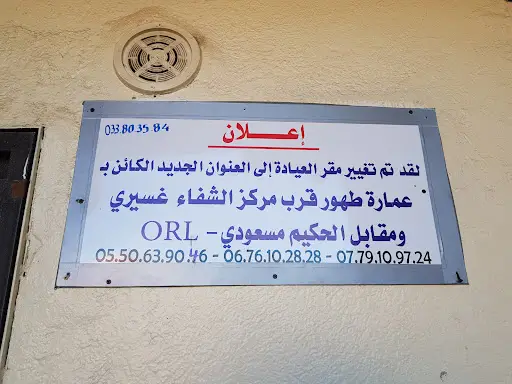 033.80.35.84
إعـــلان
لقد تم تغيير مقر العيادة إلى العنوان الجديد الكائن بـ
عمارة طهور قرب مركز الشفاء غسيري
ومقابل الحكيم مسعودي - ORL
05.50.63.90.46 - 06.76.10.28.28 - 07.79.10.97.24